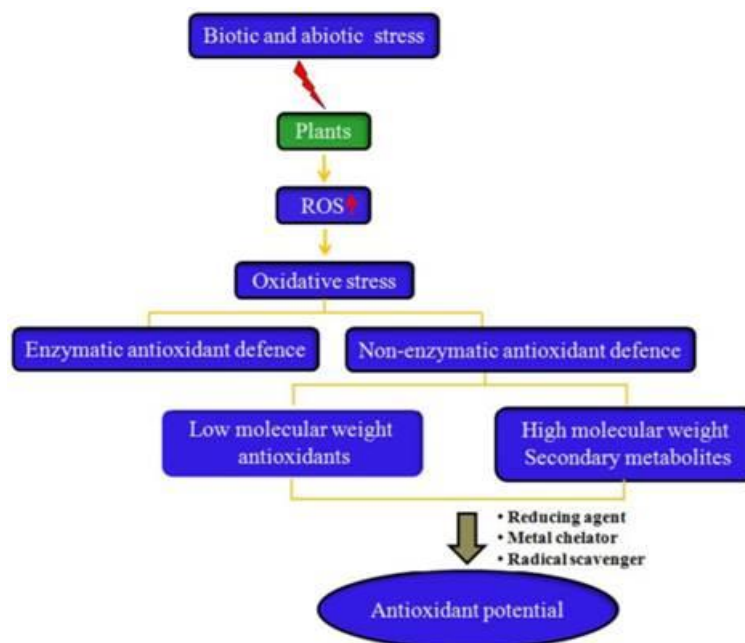 Biotic and abiotic stress
Plants
ROS
Oxidative stress
Enzymatic antioxidant defence
Non-enzymatic antioxidant defence
Low molecular weight
antioxidants
High molecular weight
Secondary metabolites
• Reducing agent
• Metal chelator
• Radical scavenger
Antioxidant potential